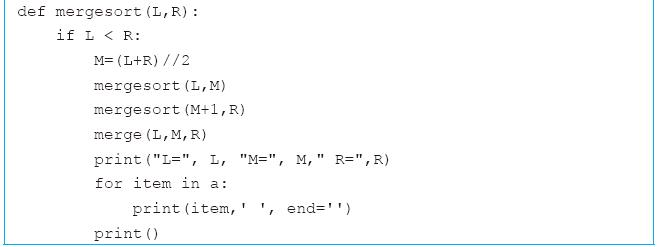 def mergesort(L,R):
    if L < R:
        M=(L+R)//2
        mergesort(L,M)
        mergesort(M+1,R)
        merge(L,M,R)
        print("L=", L, "M=", M," R=",R)
        for item in a:
            print(item,' ', end='')
        print()